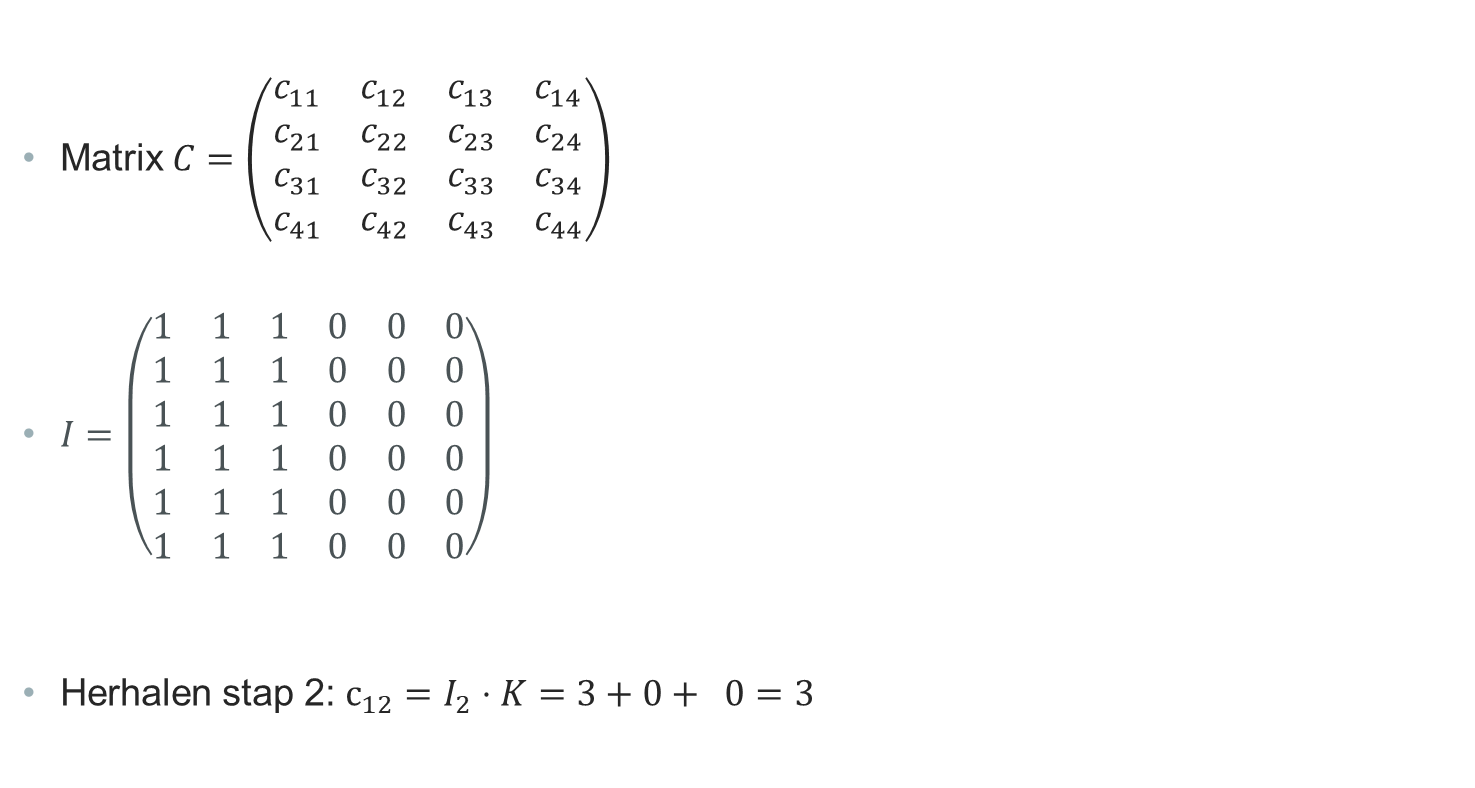 c₁₁ c₁₂ c₁₃ c₁₄
c₂₁ c₂₂ c₂₃ c₂₄
• Matrix C =
c₃₁ c₃₂ c₃₃ c₃₄
c₄₁ c₄₂ c₄₃ c₄₄
1 1 1 0 0 0
1 1 1 0 0 0
1 1 1 0 0 0
• I =
1 1 1 0 0 0
1 1 1 0 0 0
1 1 1 0 0 0
• Herhalen stap 2: c₁₂ = I₂ · K = 3 + 0 + 0 = 3